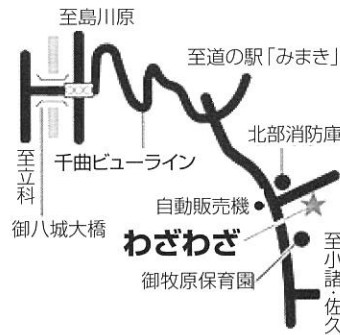 至島川原
至道の駅「みまき」
北部消防庫
千曲ビューライン
至立科
自動販売機
御八城大橋
わざわざ
御牧原保育園
至小諸・佐久